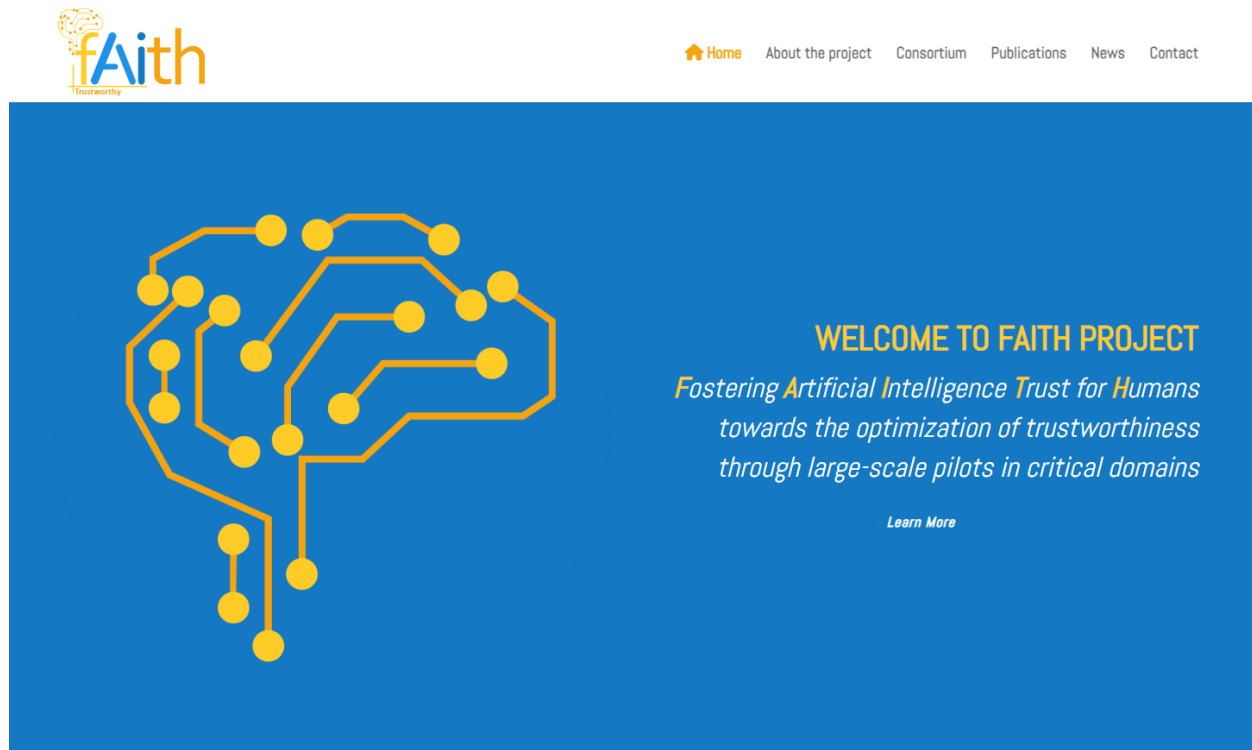 fAith
Trustworthy
Home About the project Consortium Publications News Contact
WELCOME TO FAITH PROJECT
Fostering Artificial Intelligence Trust for Humans
towards the optimization of trustworthiness
through large-scale pilots in critical domains
Learn More